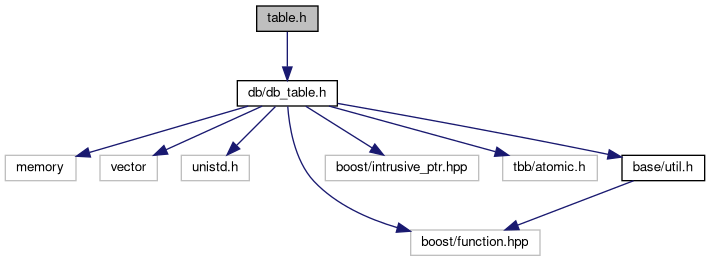 table.h
db/db_table.h
memory
vector
unistd.h
boost/intrusive_ptr.hpp
tbb/atomic.h
base/util.h
boost/function.hpp